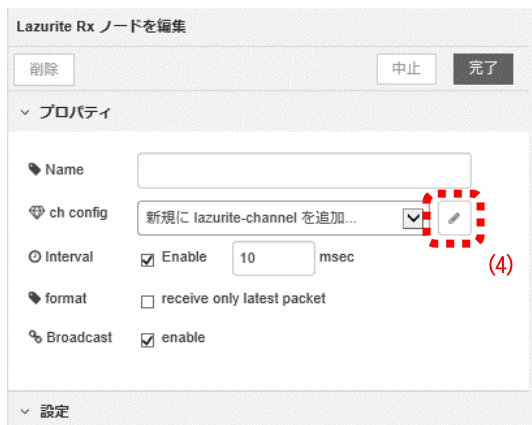 Lazurite Rx ノードを編集
削除 中止 完了
プロパティ
Name
ch config 新規に lazurite-channel を追加...
Interval Enable 10 msec
(4)
format receive only latest packet
Broadcast enable
設定